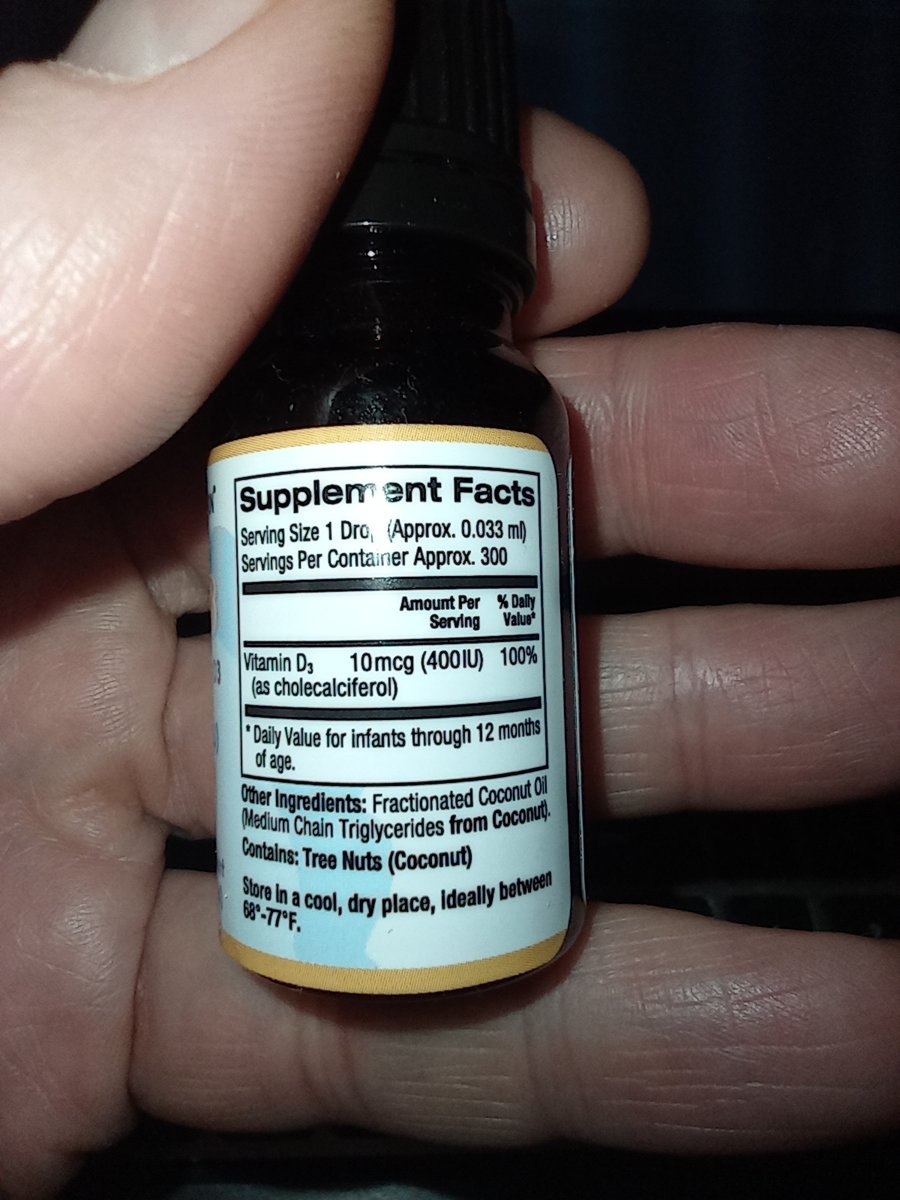 Supplement Facts
Serving Size 1 Drop (Approx. 0.033 ml)
Servings Per Container Approx. 300
Amount Per Serving % Daily Value*
Vitamin D3 10mcg (400IU) 100%
(as cholecalciferol)
* Daily Value for infants through 12 months
of age.
Other Ingredients: Fractionated Coconut Oil
(Medium Chain Triglycerides from Coconut).
Contains: Tree Nuts (Coconut)
Store in a cool, dry place, ideally between
68°-77°F.